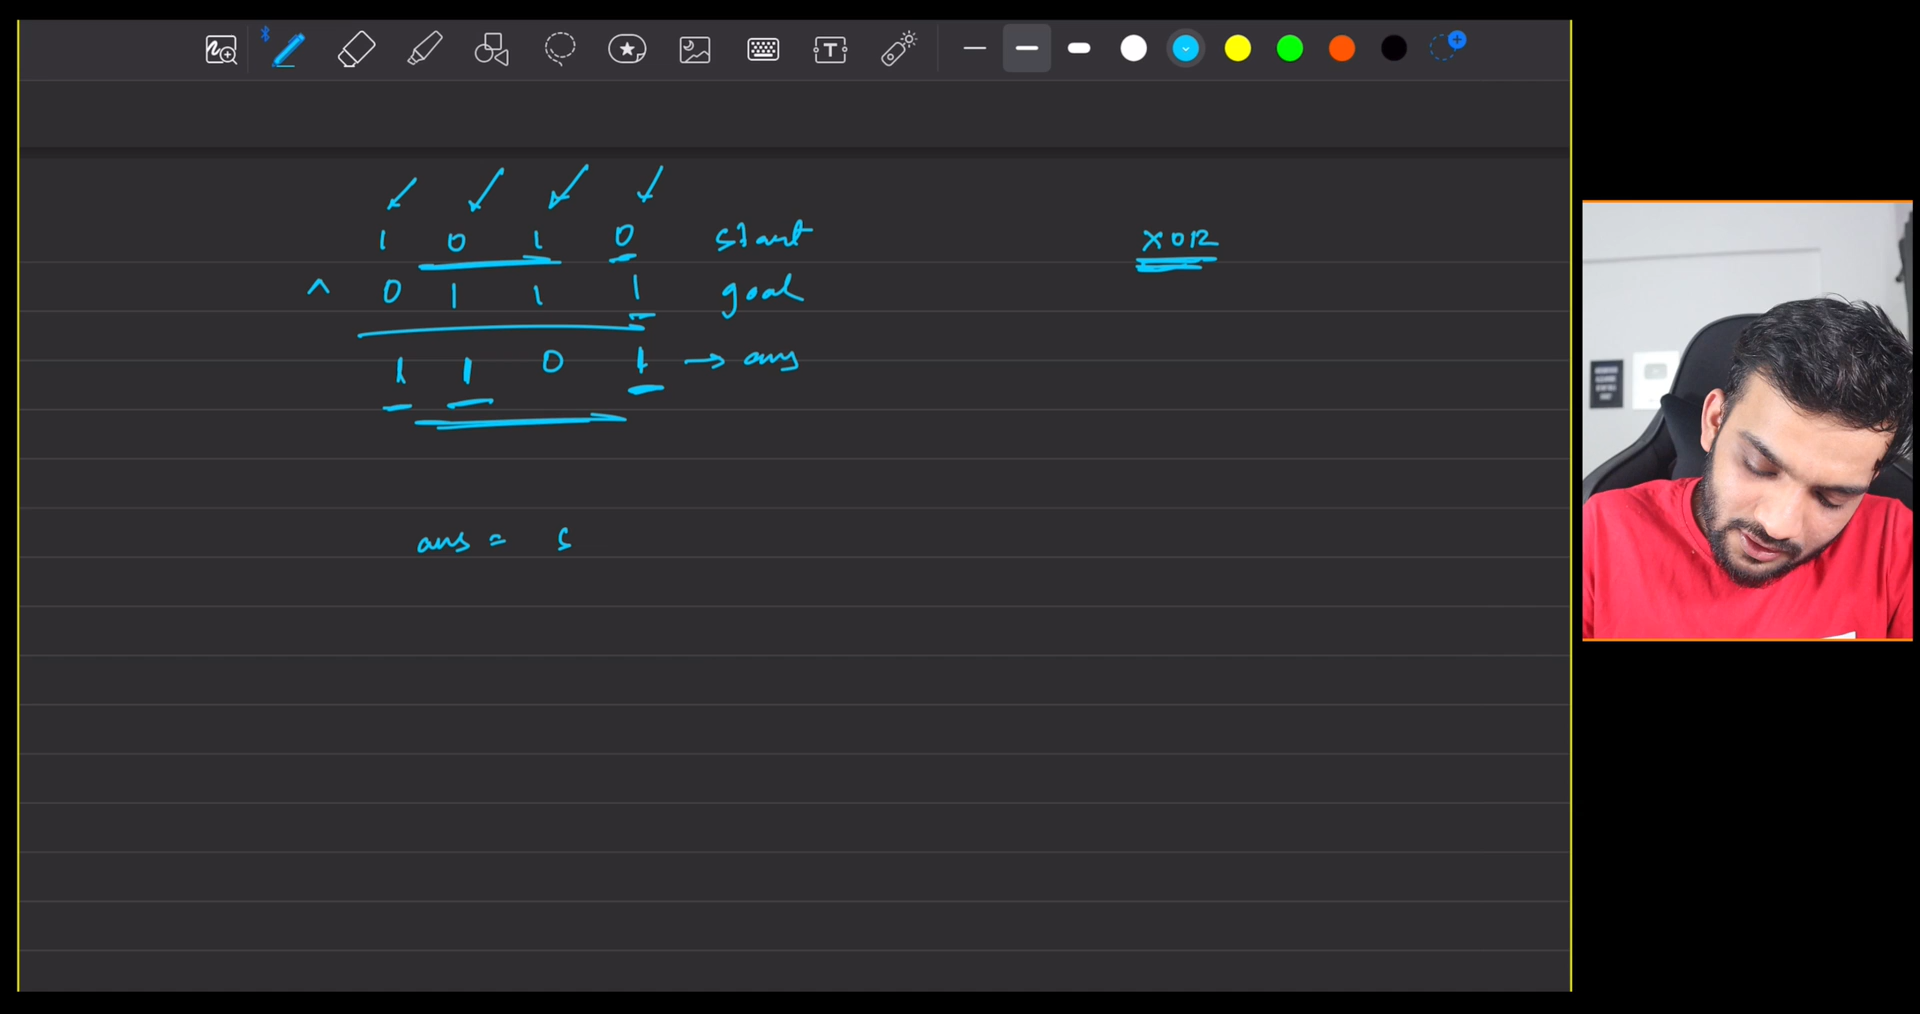 1 0 1 0 start
XOR
^ 0 1 1 1 goal
1 1 0 1 → ans
ans = s